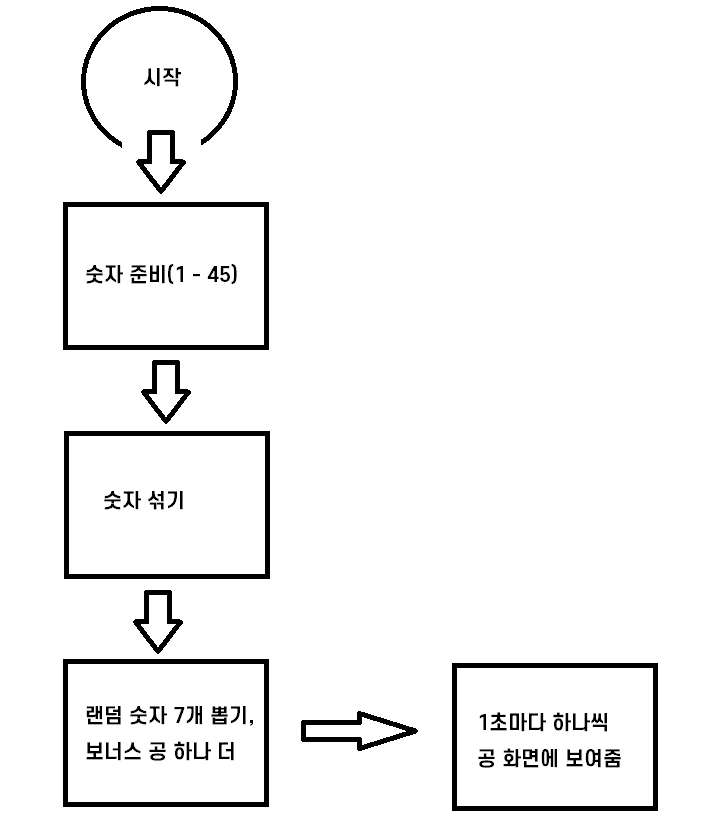 시작
숫자 준비(1 - 45)
숫자 섞기
랜덤 숫자 7개 뽑기,
보너스 공 하나 더
1초마다 하나씩
공 화면에 보여줌